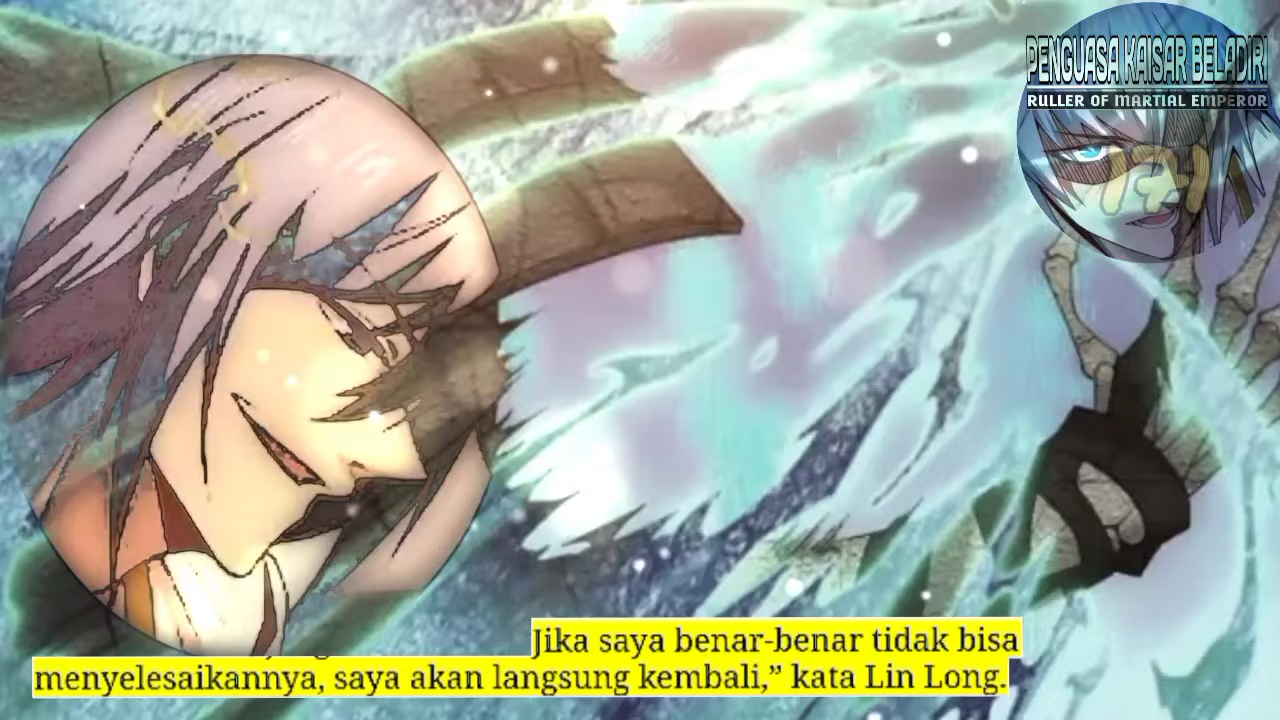 PENGUASA KAISAR BELADIRI
RULLER OF MARTIAL EMPEROR
Jika saya benar-benar tidak bisa
menyelesaikannya, saya akan langsung kembali,” kata Lin Long.